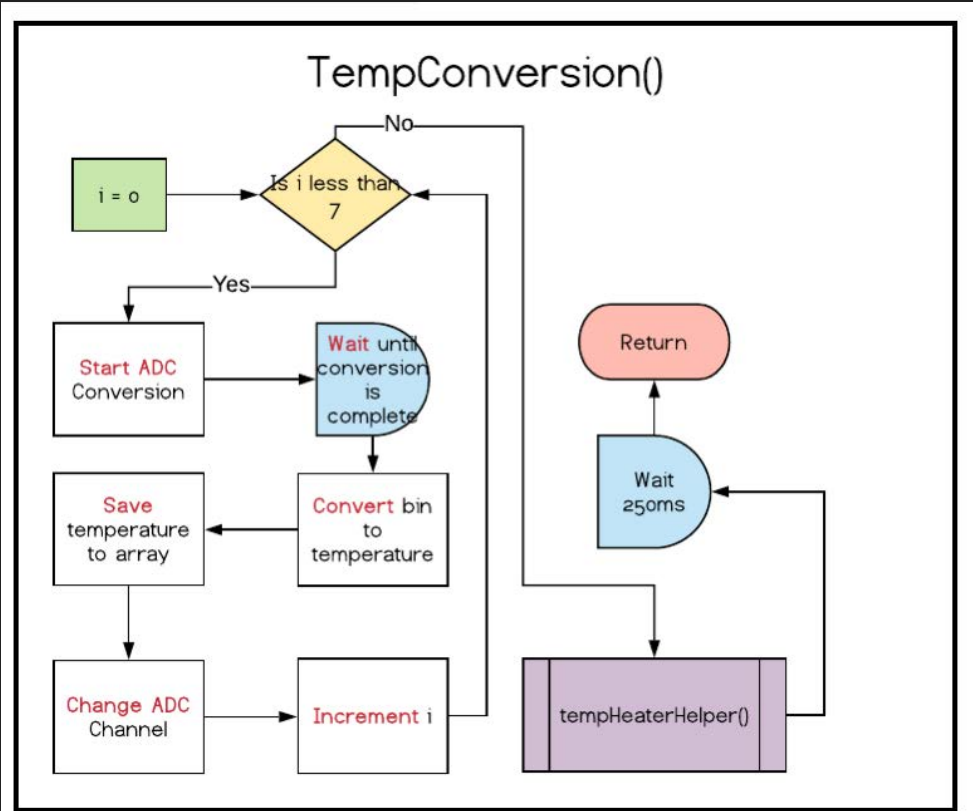 TempConversion()
No
i = 0
Is i less than
7
Yes
Start ADC
Conversion
Wait until
conversion
is
complete
Return
Save
temperature
to array
Convert bin
to
temperature
Wait
250ms
Change ADC
Channel
Increment i
tempHeaterHelper()